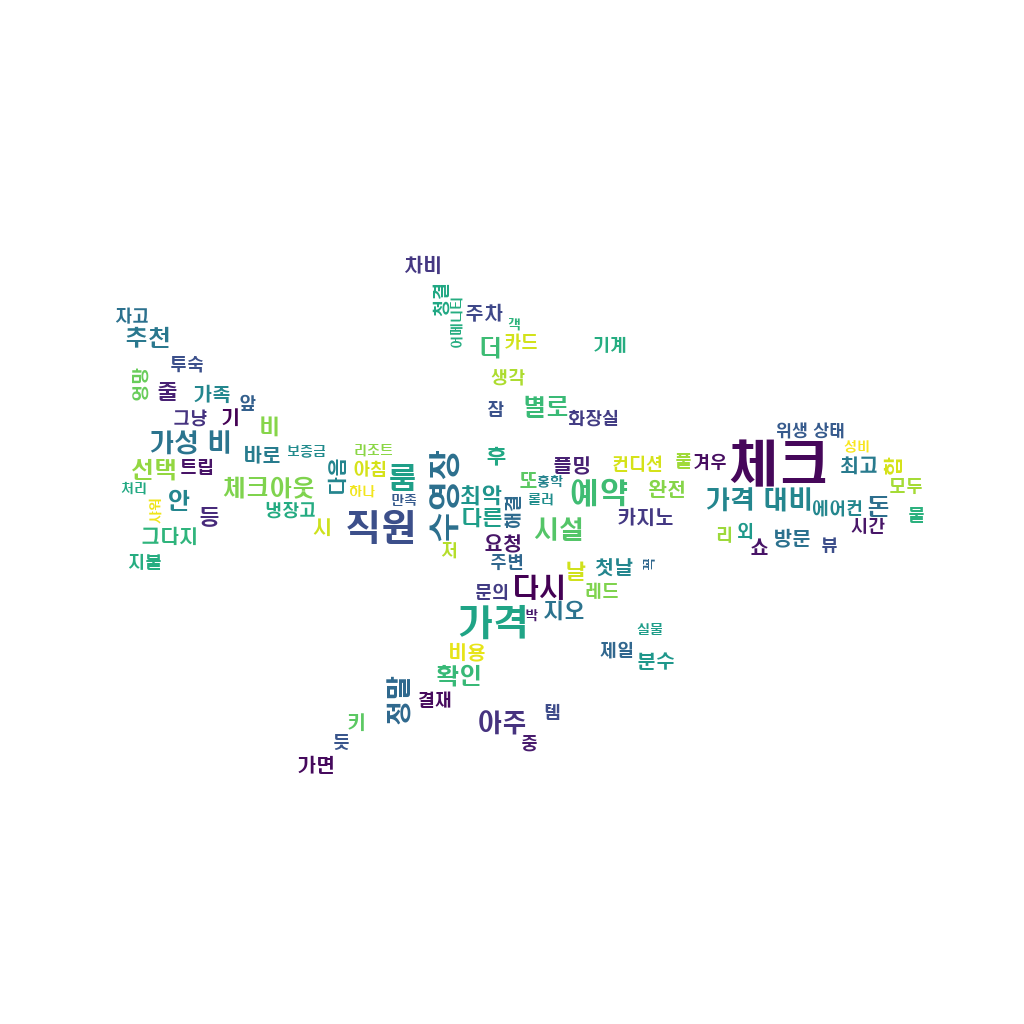 차비
청결
어메니티
주차
객
자고
추천
더
카드
기계
투숙
엉망
줄
가족
앞
생각
잠
별로
화장실
그냥
기
비
위생 상태
가성 비
바로
보증금
리조트
후
체크
성비
선택
트립
다음
아침
룸
수영장
플밍
컨디션
풀
겨우
최고
함
처리
안
체크아웃
하나
만족
최악
또
홍학
롤러
예약
완전
가격 대비
에어컨
돈
모두
샤워
등
냉장고
시
직원
다른
해결
시설
카지노
시간
물
그다지
저
요청
리
외
쇼
방문
뷰
지불
주변
날
첫날
문의
다시
레드
가격
박
지오
실물
비용
제일
분수
확인
정말
결재
키
아주
템
듯
중
가면